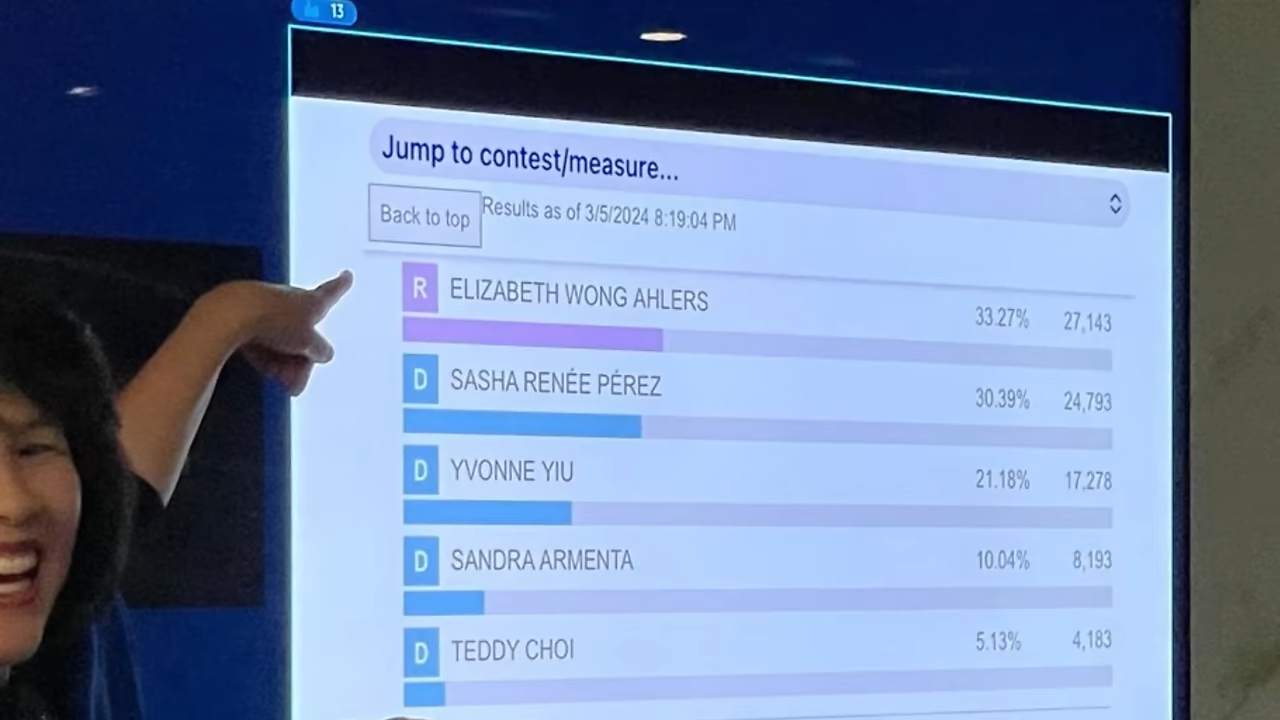 13
Jump to contest/measure...
Back to top
Results as of 3/5/2024 8:19:04 PM
R ELIZABETH WONG AHLERS 33.27% 27,143
D SASHA RENÉE PÉREZ 30.39% 24,793
D YVONNE YIU 21.18% 17,278
D SANDRA ARMENTA 10.04% 8,193
D TEDDY CHOI 5.13% 4,183